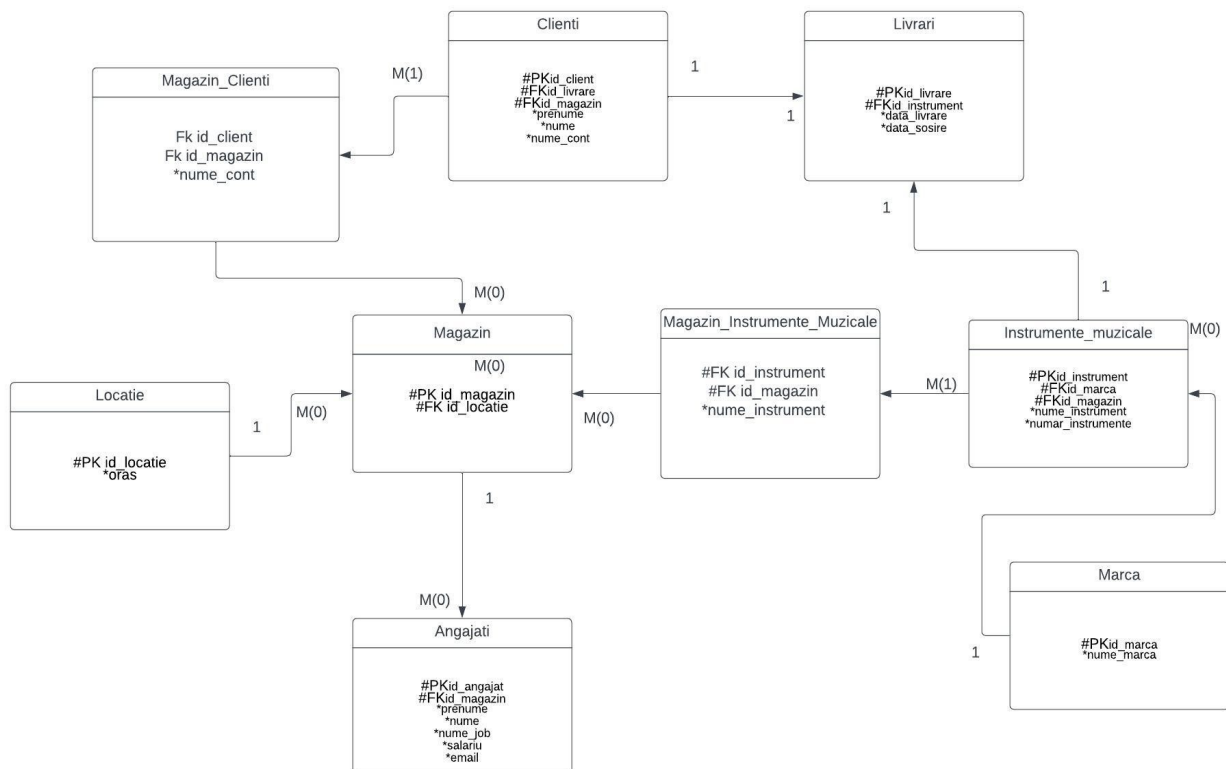 Clienti
#PKid_client
#FKid_livrare
#FKid_magazin
*prenume
*nume
*nume_cont
Livrari
#PKid_livrare
#FKid_instrument
*data_livrare
*data_sosire
Magazin_Clienti
Fk id_client
Fk id_magazin
*nume_cont
M(1)
1
1
1
1
M(0)
Magazin
M(0)
#PK id_magazin
#FK id_locatie
Magazin_Instrumente_Muzicale
#FK id_instrument
#FK id_magazin
*nume_instrument
Instrumente_muzicale
#PKid_instrument
#FKid_marca
#FKid_magazin
*nume_instrument
*numar_instrumente
M(0)
M(1)
M(0)
Locatie
#PK id_locatie
*oras
1
M(0)
1
M(0)
Angajati
#PKid_angajat
#FKid_magazin
*prenume
*nume
*nume_job
*salariu
*email
Marca
#PKid_marca
*nume_marca
1